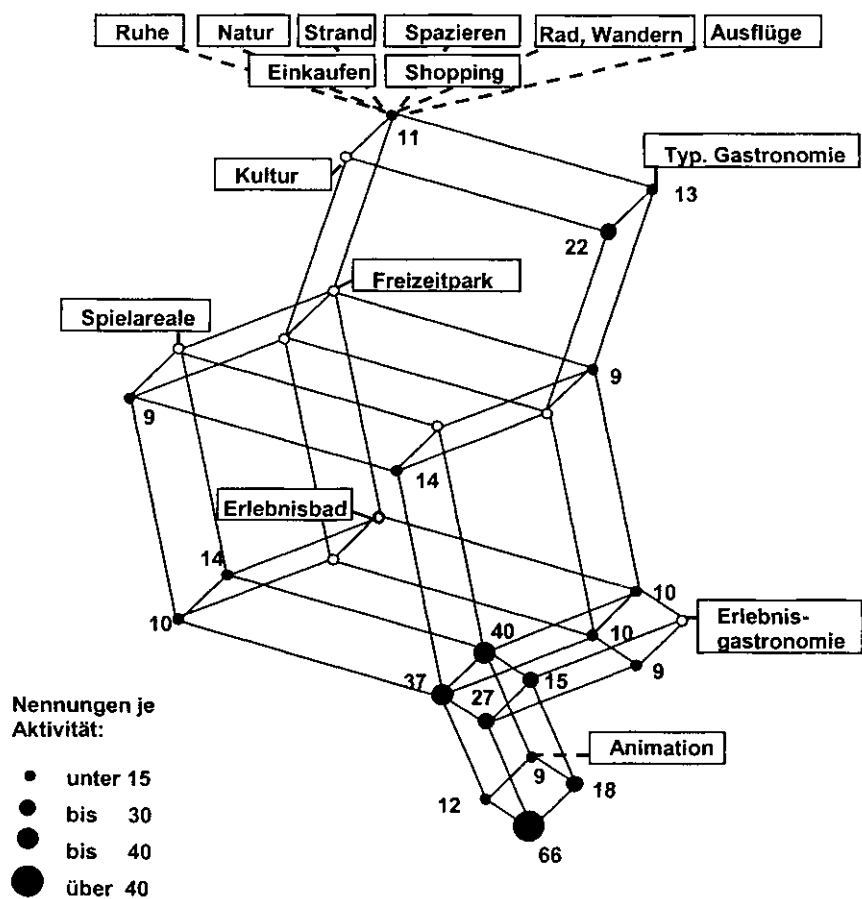 Ruhe Natur Strand Spazieren Rad, Wandern Ausflüge
Einkaufen Shopping
11
Kultur
Typ. Gastronomie
13
22
Freizeitpark
Spielareale
9
9
14
Erlebnisbad
14
10
10
Erlebnis-
gastronomie
40
10
9
37
27
15
Nennungen je
Aktivität:
unter 15
bis 30
bis 40
über 40
Animation
9
18
12
66